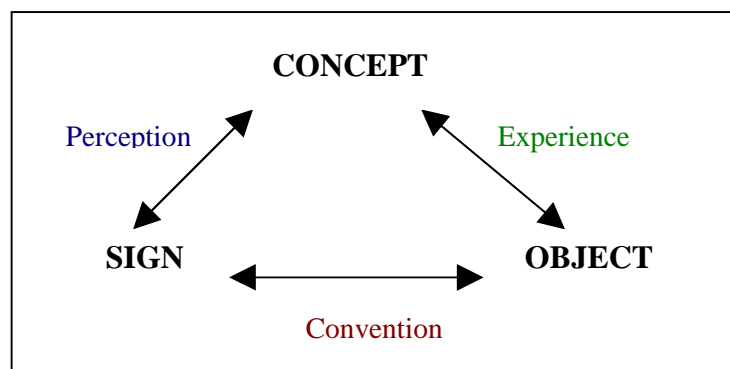 CONCEPT
Perception
Experience
SIGN
OBJECT
Convention